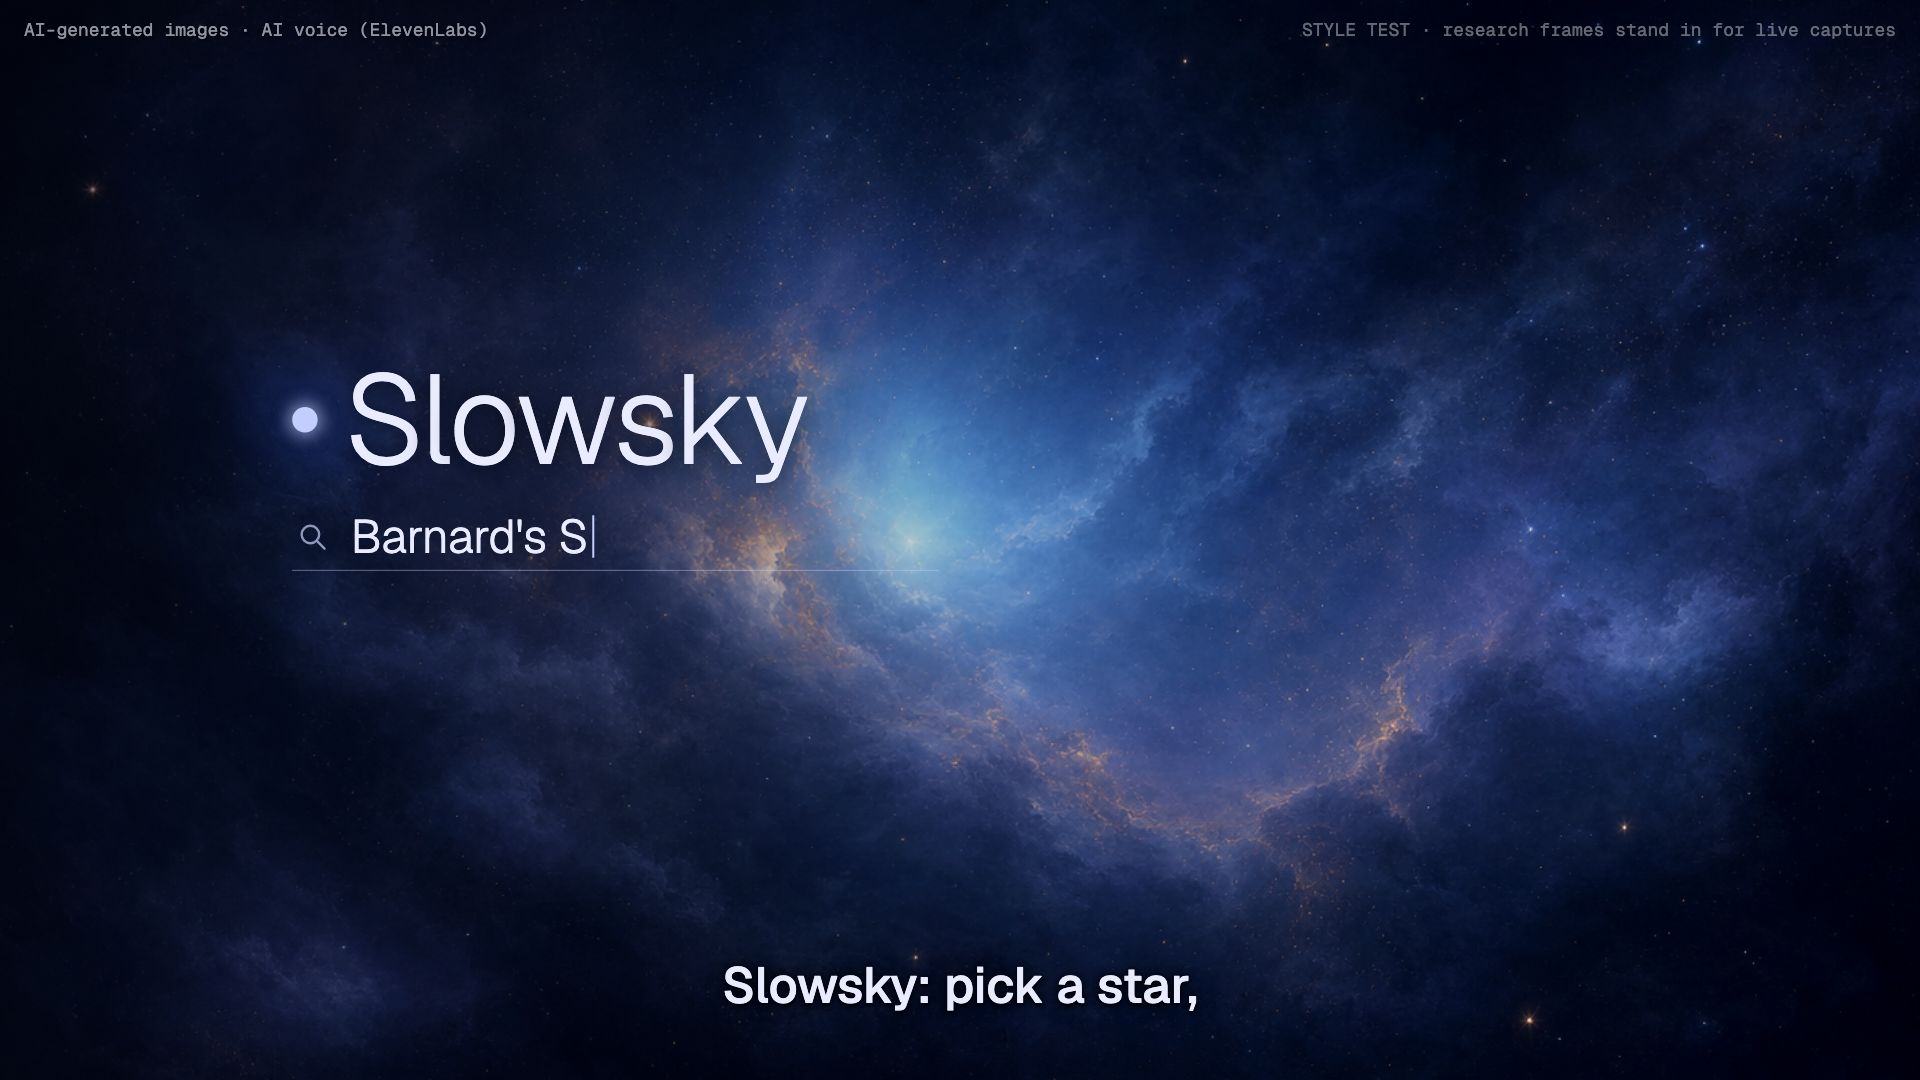 AI-generated images · AI voice (ElevenLabs)
STYLE TEST · research frames stand in for live captures
Slowsky
Barnard's S
Slowsky: pick a star,